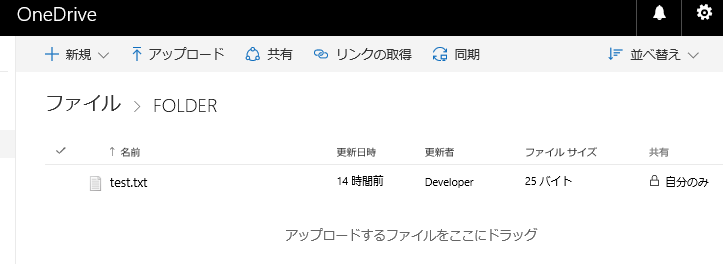 OneDrive
新規 アップロード 共有 リンクの取得 同期 並べ替え
ファイル > FOLDER
↑ 名前 更新日時 更新者 ファイル サイズ 共有
test.txt 14 時間前 Developer 25 バイト 自分のみ
アップロードするファイルをここにドラッグ